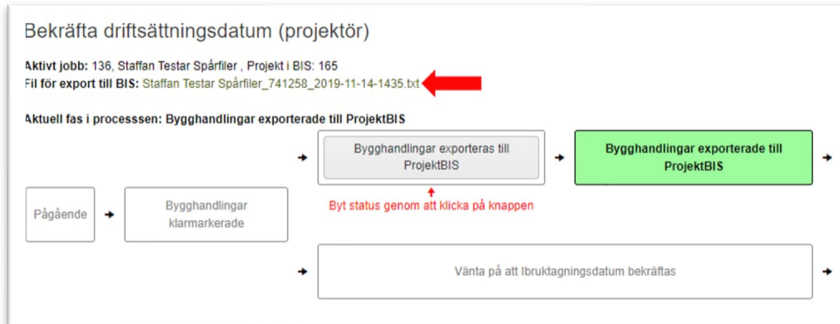 Bekräfta driftsättningsdatum (projektör)
Aktivt jobb: 136, Staffan Testar Spårfiler , Projekt i BIS: 165
Fil för export till BIS: Staffan Testar Spårfiler_741258_2019-11-14-1435.txt
Aktuell fas i processsen: Bygghandlingar exporterade till ProjektBIS
Bygghandlingar exporteras till
ProjektBIS
Bygghandlingar exporterade till
ProjektBIS
Byt status genom att klicka på knappen
Pågående
Bygghandlingar
klarmarkerade
Vänta på att Ibruktagningsdatum bekräftas